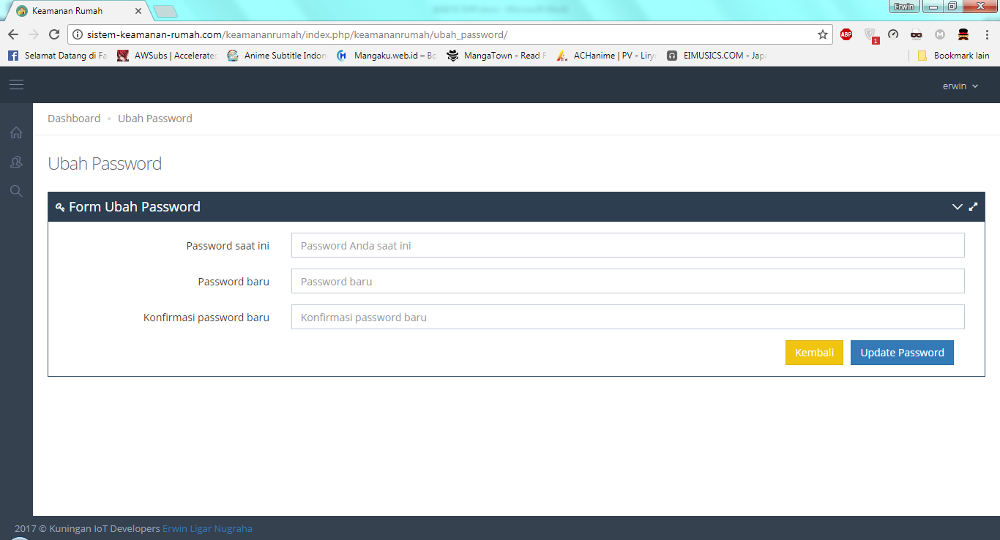 Keamanan Rumah
Erwin
sistem-keamanan-rumah.com/keamananrumah/index.php/keamananrumah/ubah_password/
ABP
1
M
Selamat Datang di Fa
AWSubs | Accelerated
Anime Subtitle Indon
Mangaku.web.id – Bo
MangaTown - Read F
ACHanime | PV - Liryc
EIMUSICS.COM - Japa
Bookmark lain
erwin
Dashboard • Ubah Password
Ubah Password
Form Ubah Password
Password saat ini
Password Anda saat ini
Password baru
Password baru
Konfirmasi password baru
Konfirmasi password baru
Kembali
Update Password
2017 © Kuningan IoT Developers Erwin Ligar Nugraha